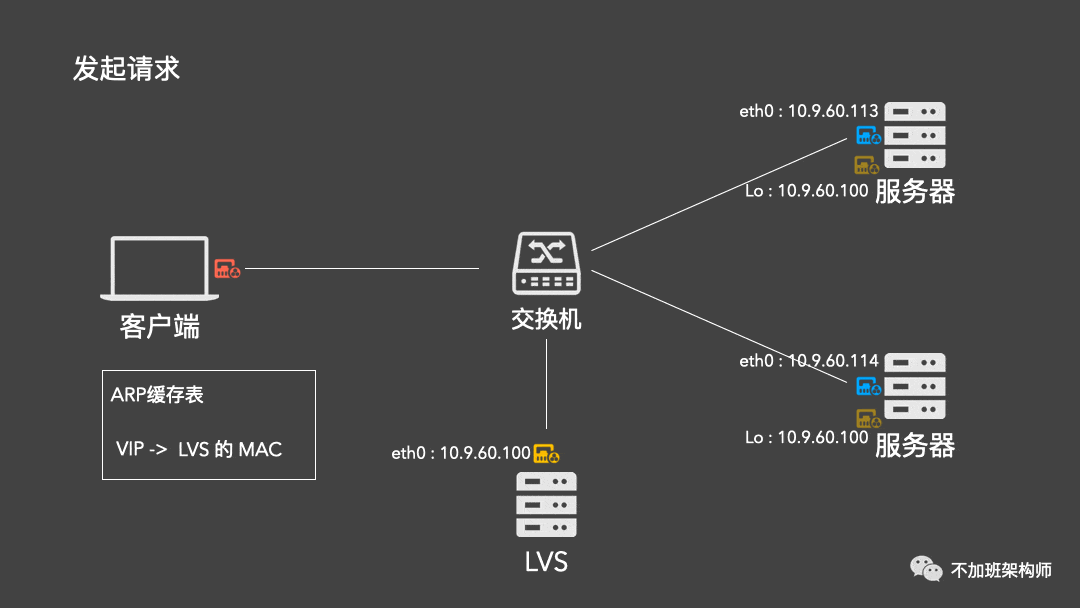 发起请求
eth0 : 10.9.60.113
Lo : 10.9.60.100
服务器
客户端
交换机
ARP缓存表
VIP -> LVS 的 MAC
eth0 : 10.9.60.114
Lo : 10.9.60.100
服务器
eth0 : 10.9.60.100
LVS
不加班架构师